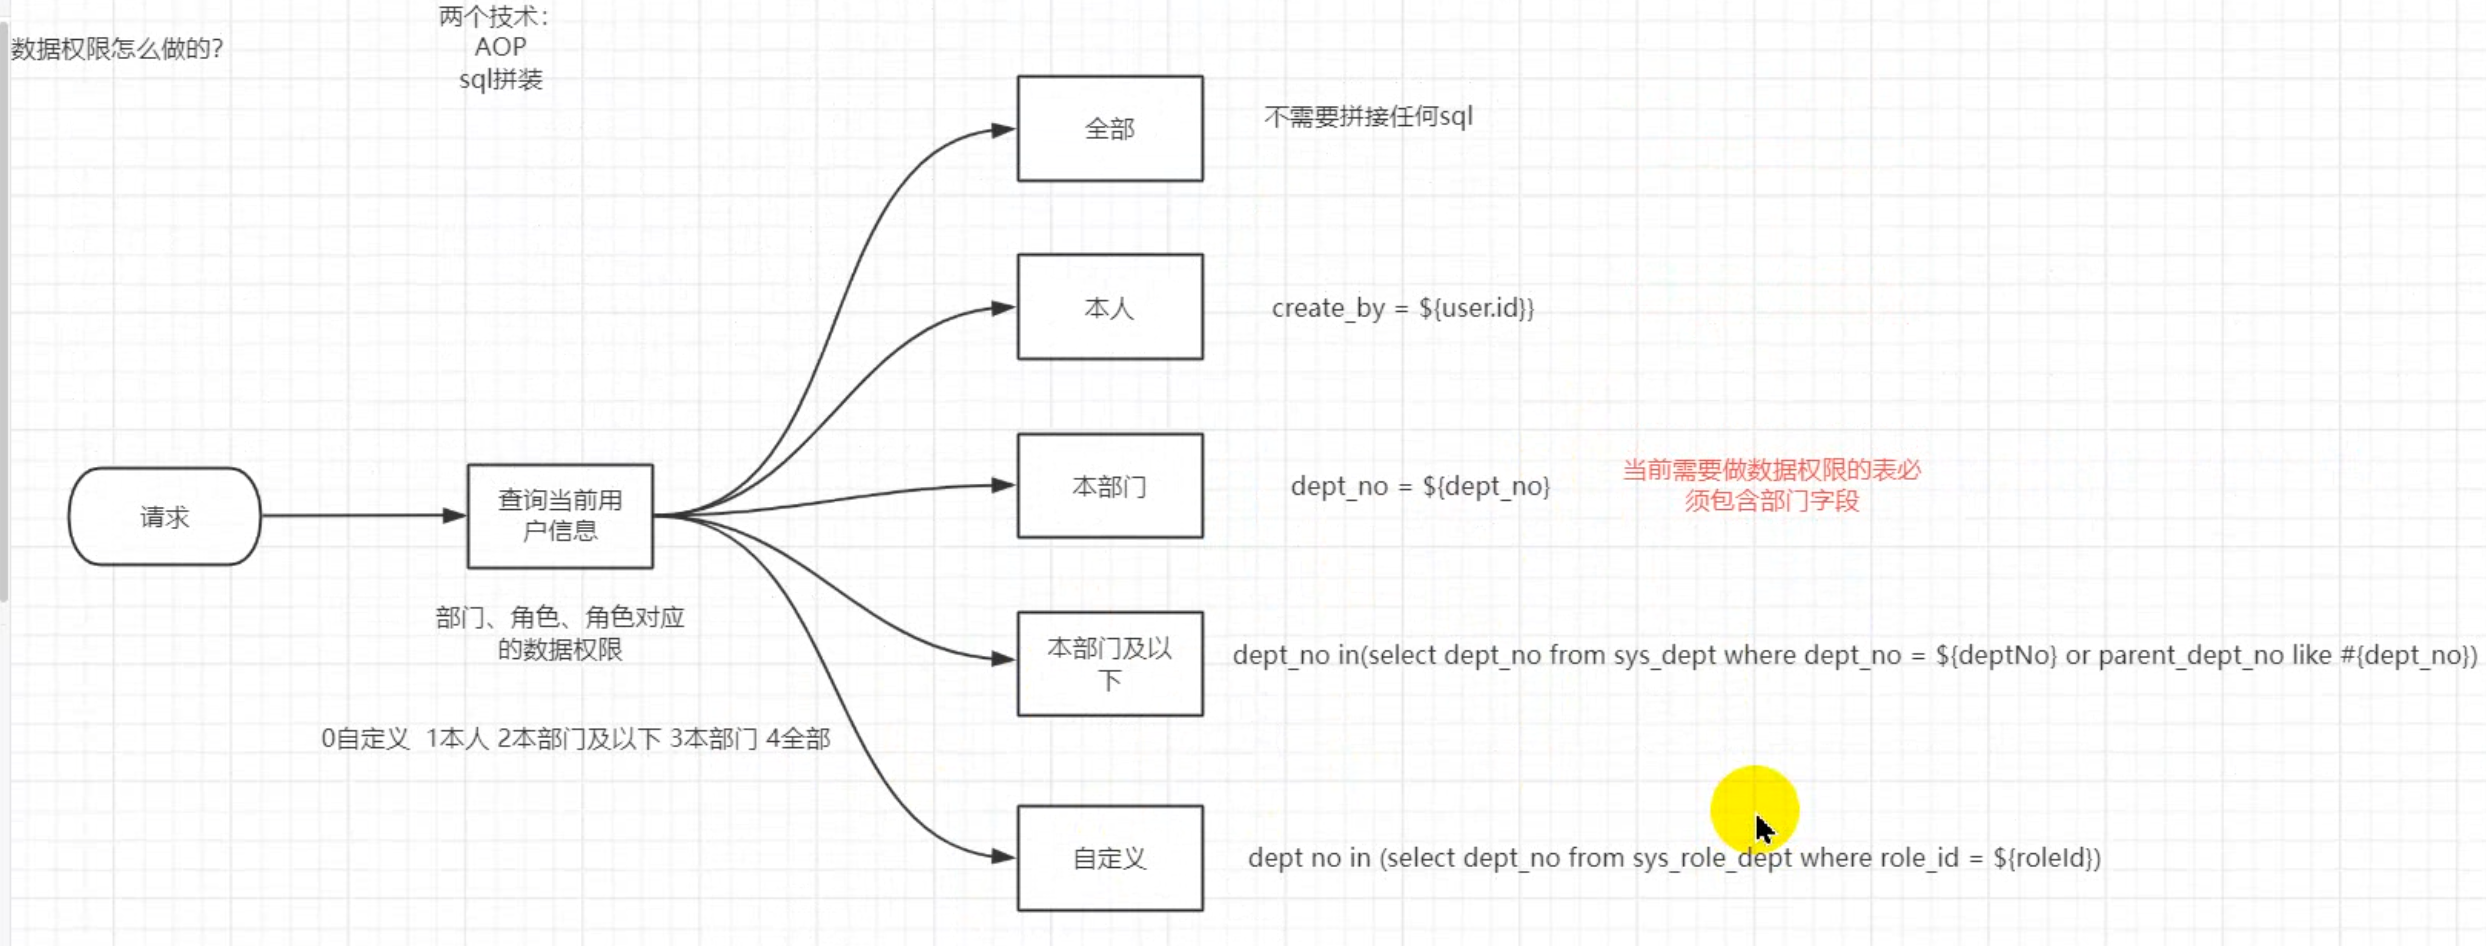 数据权限怎么做的？
两个技术：
AOP
sql拼装
全部
不需要拼接任何sql
本人
create_by = ${user.id}}
本部门
dept_no = ${dept_no}
当前需要做数据权限的表必
须包含部门字段
请求
查询当前用
户信息
部门、角色、角色对应
的数据权限
本部门及以
下
dept_no in(select dept_no from sys_dept where dept_no = ${deptNo} or parent_dept_no like #{dept_no})
0自定义 1本人 2本部门及以下 3本部门 4全部
自定义
dept no in (select dept_no from sys_role_dept where role_id = ${roleId})